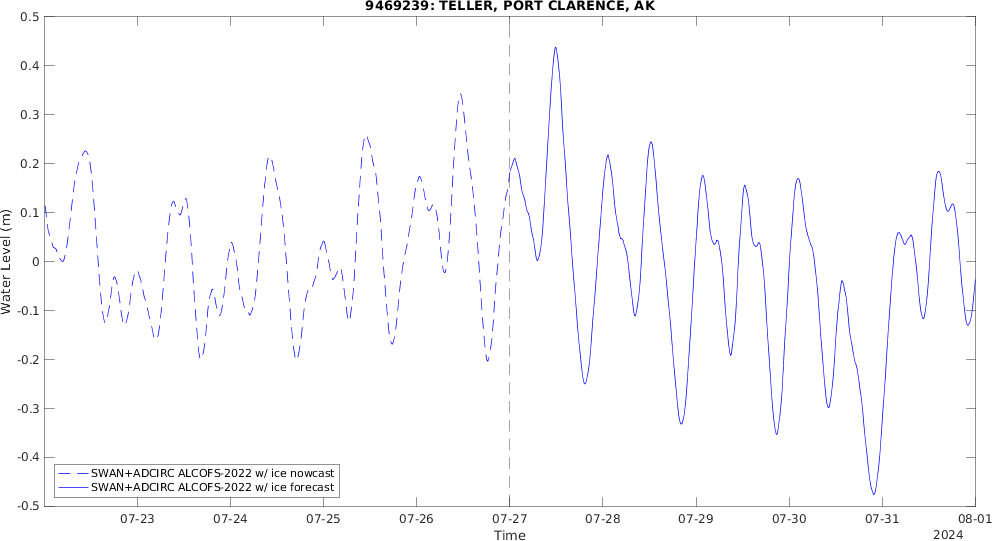 9469239: TELLER, PORT CLARENCE, AK
0.5
0.4
0.3
0.2
0.1
0
-0.1
-0.2
-0.3
-0.4
-0.5
Water Level (m)
SWAN+ADCIRC ALCOFS-2022 w/ ice nowcast
SWAN+ADCIRC ALCOFS-2022 w/ ice forecast
07-23 07-24 07-25 07-26 07-27 07-28 07-29 07-30 07-31 08-01
Time
2024